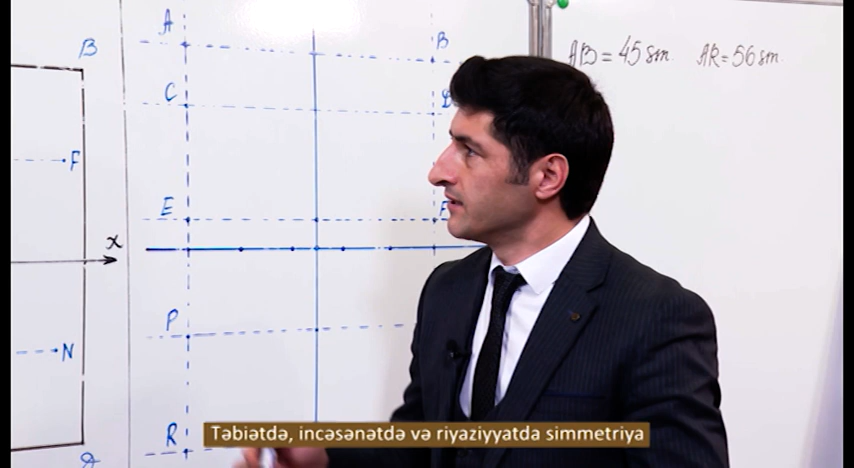 A
B
B
AB = 45 sm. AR = 56 sm.
C
D
F
E
F
x
P
N
R
Təbiətdə, incəsənətdə və riyaziyyatda simmetriya